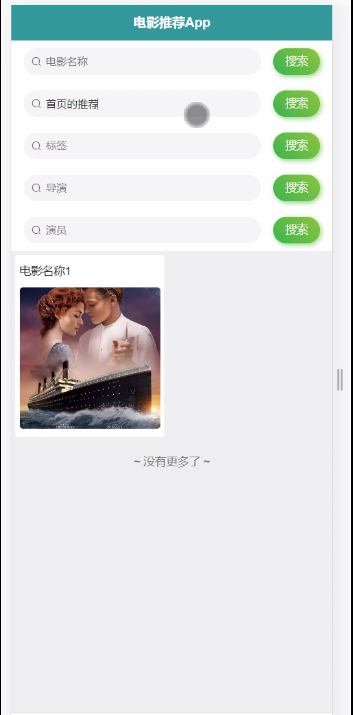 电影推荐App
电影名称 搜索
首页的推荐 搜索
标签 搜索
导演 搜索
演员 搜索
电影名称1
~ 没有更多了 ~